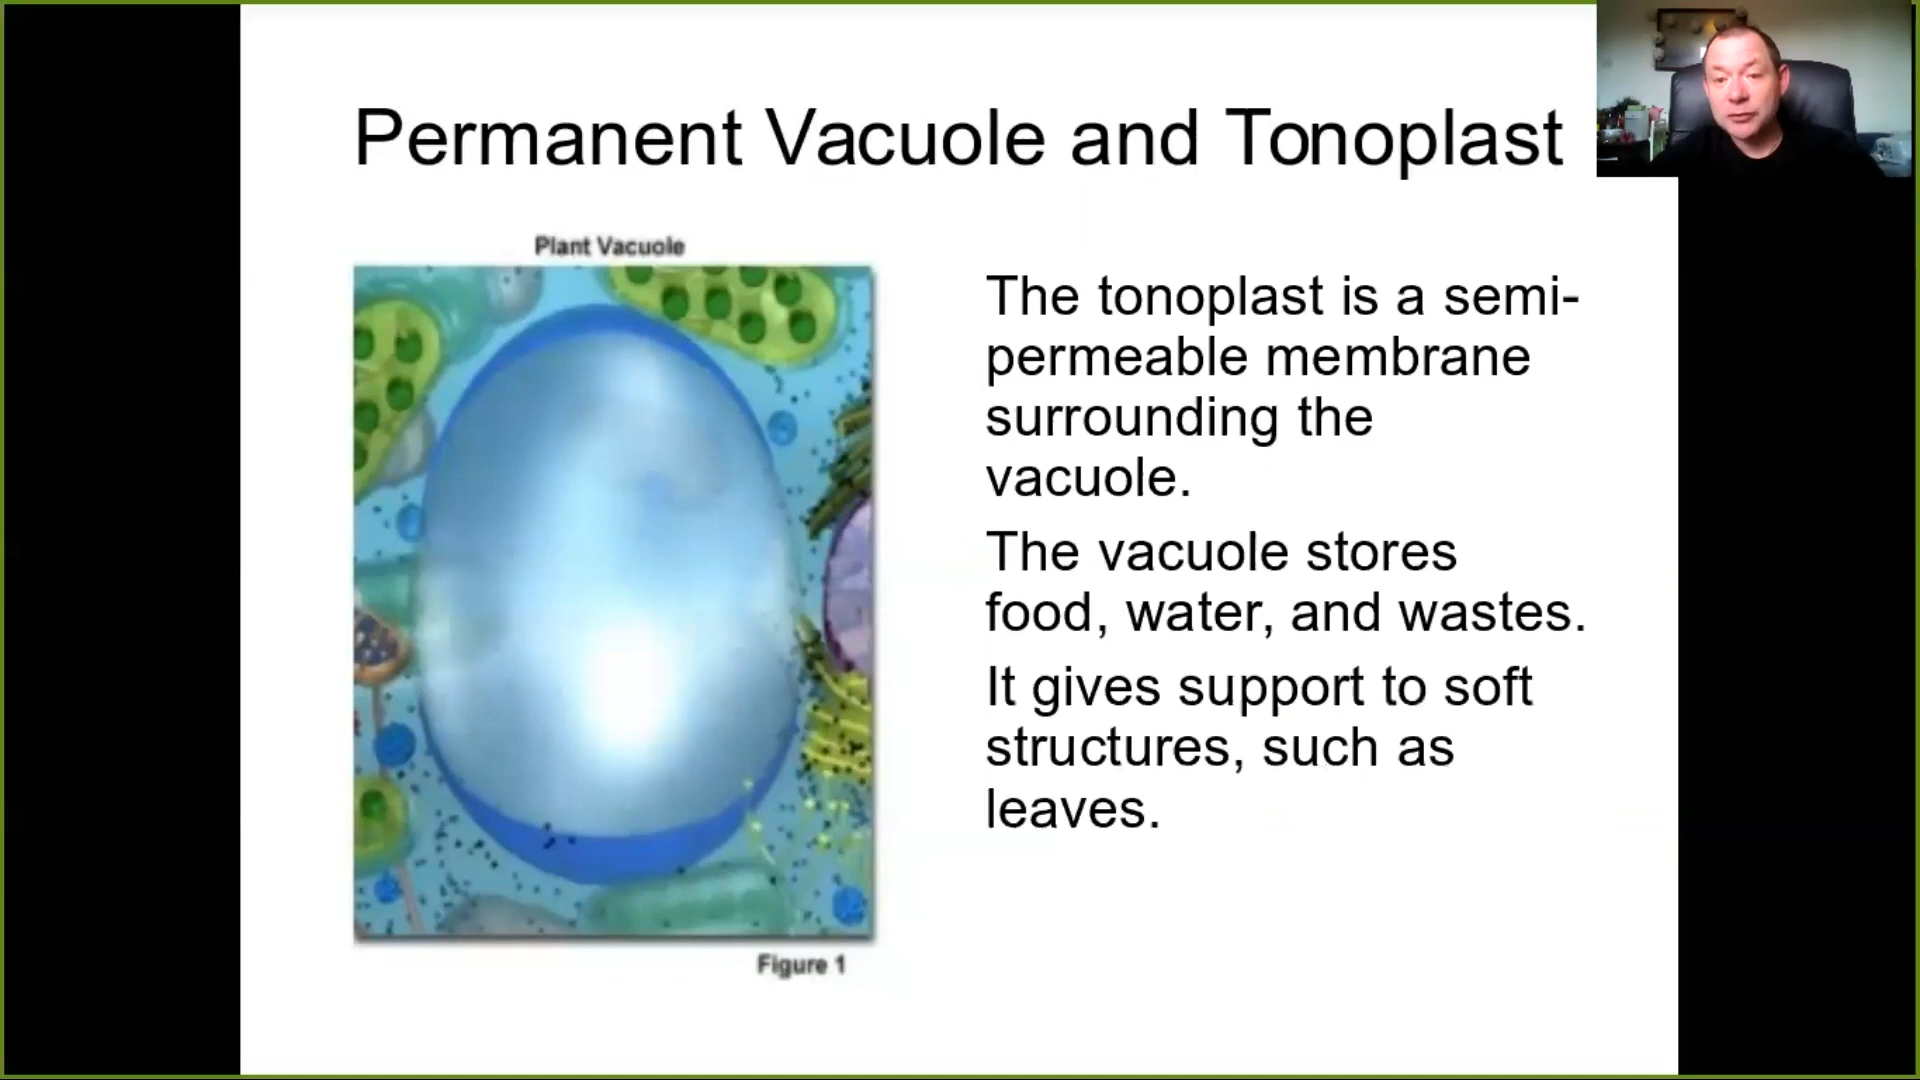 Permanent Vacuole and Tonoplast
Plant Vacuole
The tonoplast is a semi-
permeable membrane
surrounding the
vacuole.
The vacuole stores
food, water, and wastes.
It gives support to soft
structures, such as
leaves.
Figure 1